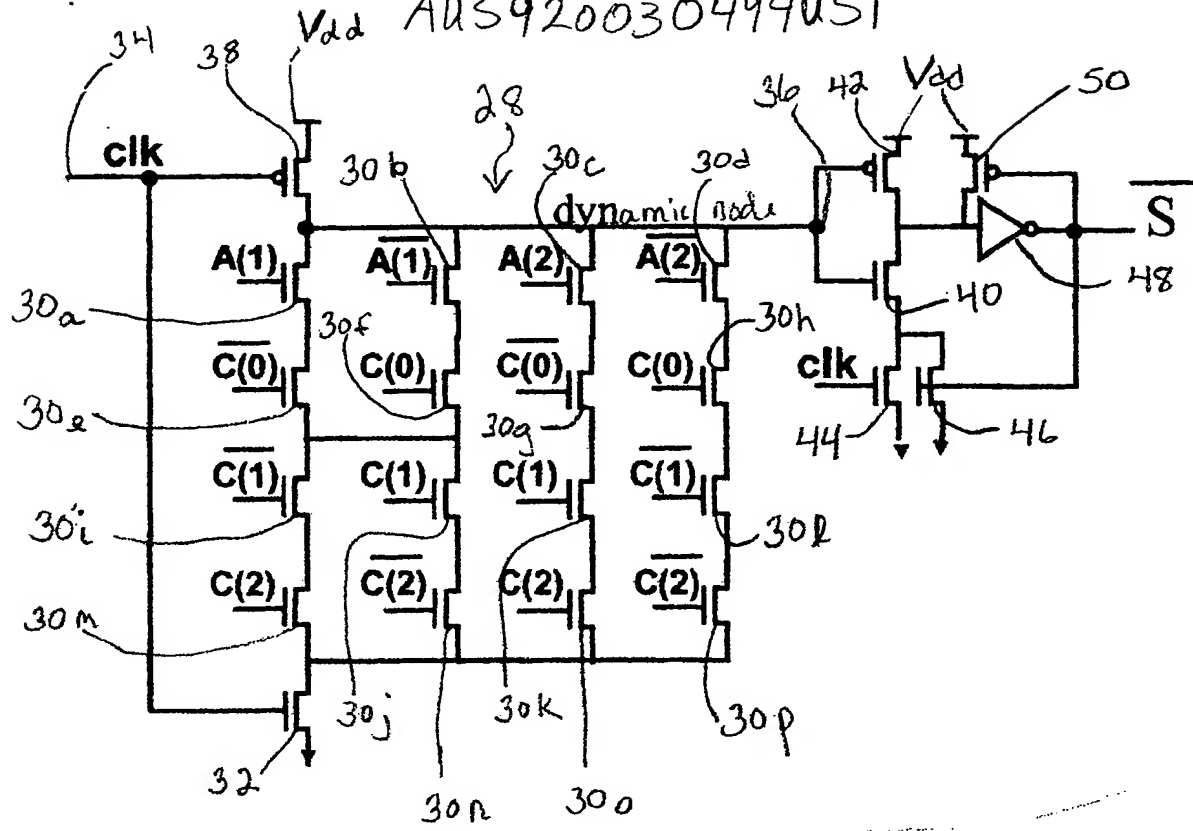 AUS920030494US1
34 38 Vdd 28 36 42 Vdd 50
clk 30b 30c 30d S̅
dynamic node
A(1) A̅(̅1̅)̅ A(2) A̅(̅2̅)̅ 48
30a 30f 30h 40
C̅(̅0̅)̅ C(0) C̅(̅0̅)̅ C(0) clk
30e 30g 44 46
C̅(̅1̅)̅ C(1) C(1) C̅(̅1̅)̅
30i 30l
C(2) C̅(̅2̅)̅ C(2) C̅(̅2̅)̅
30m 30j 30k 30p
32 30n 30o